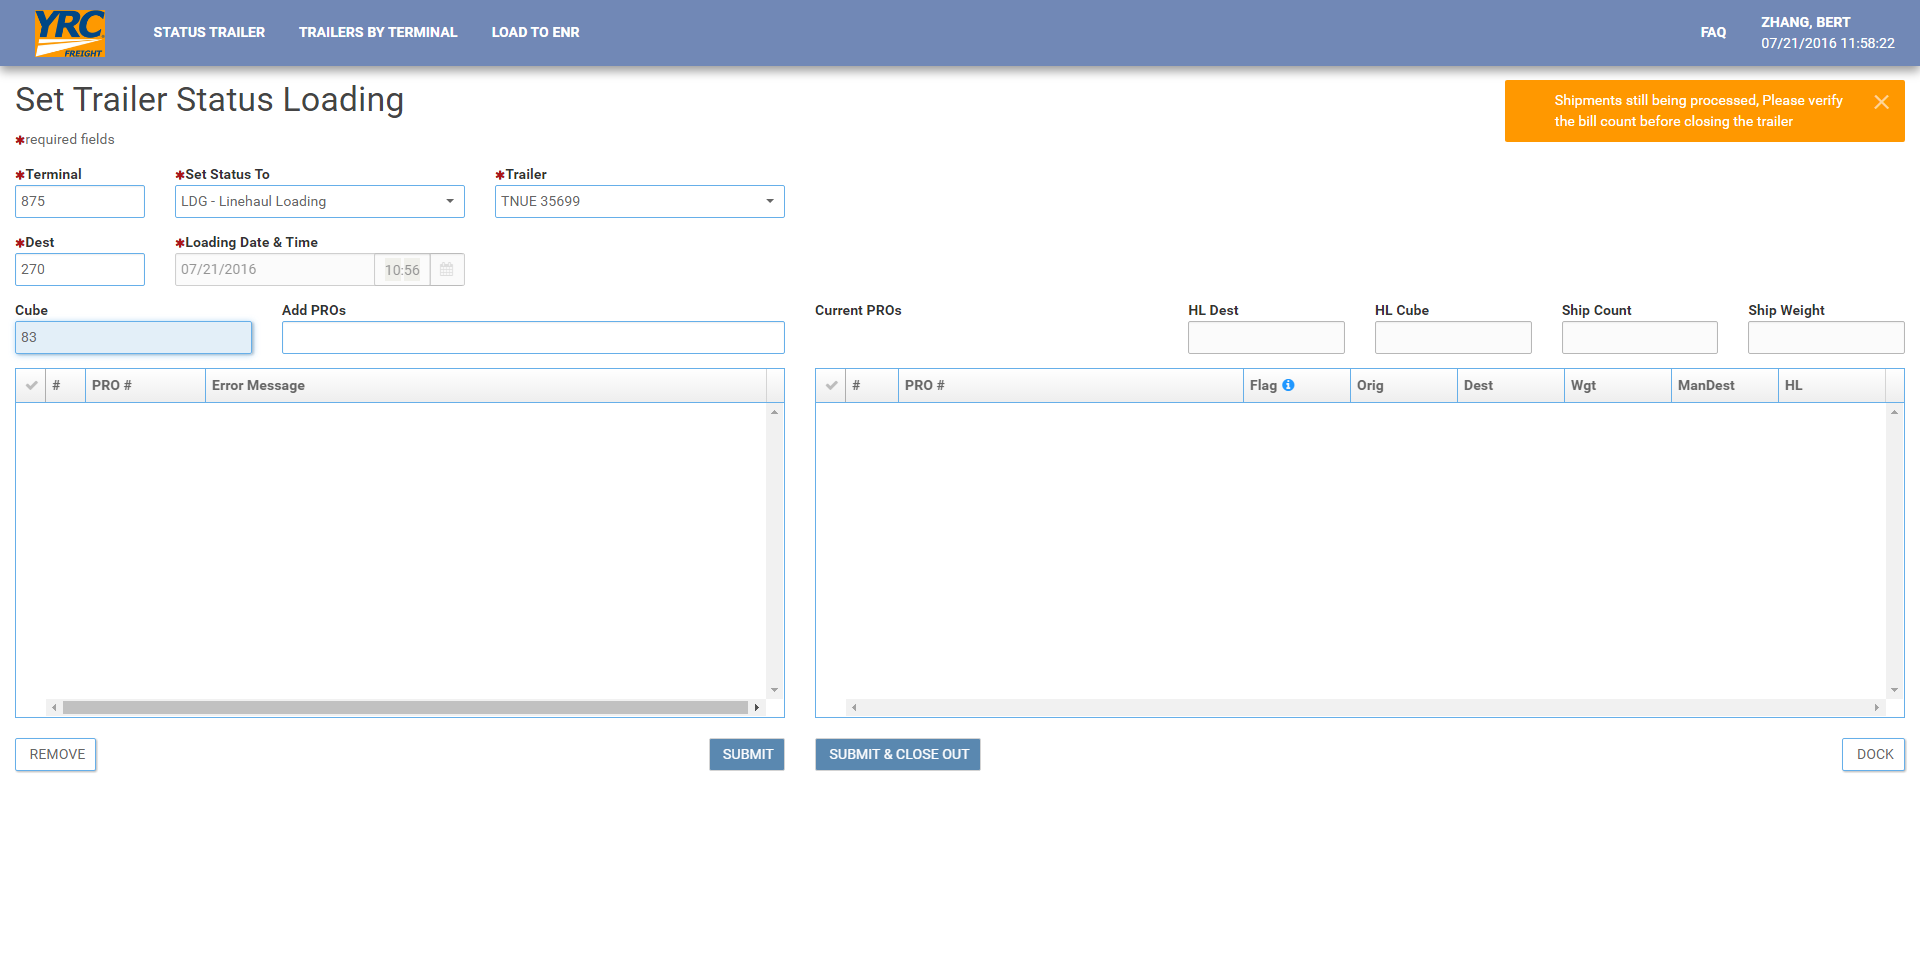 YRC
FREIGHT
STATUS TRAILER
TRAILERS BY TERMINAL
LOAD TO ENR
FAQ
ZHANG, BERT
07/21/2016 11:58:22
Set Trailer Status Loading
Shipments still being processed, Please verify
the bill count before closing the trailer
*required fields
*Terminal
*Set Status To
*Trailer
875
LDG - Linehaul Loading
TNUE 35699
*Dest
*Loading Date & Time
270
07/21/2016
10:56
Cube
Add PROs
Current PROs
HL Dest
HL Cube
Ship Count
Ship Weight
83
#
PRO #
Error Message
#
PRO #
Flag
Orig
Dest
Wgt
ManDest
HL
REMOVE
SUBMIT
SUBMIT & CLOSE OUT
DOCK